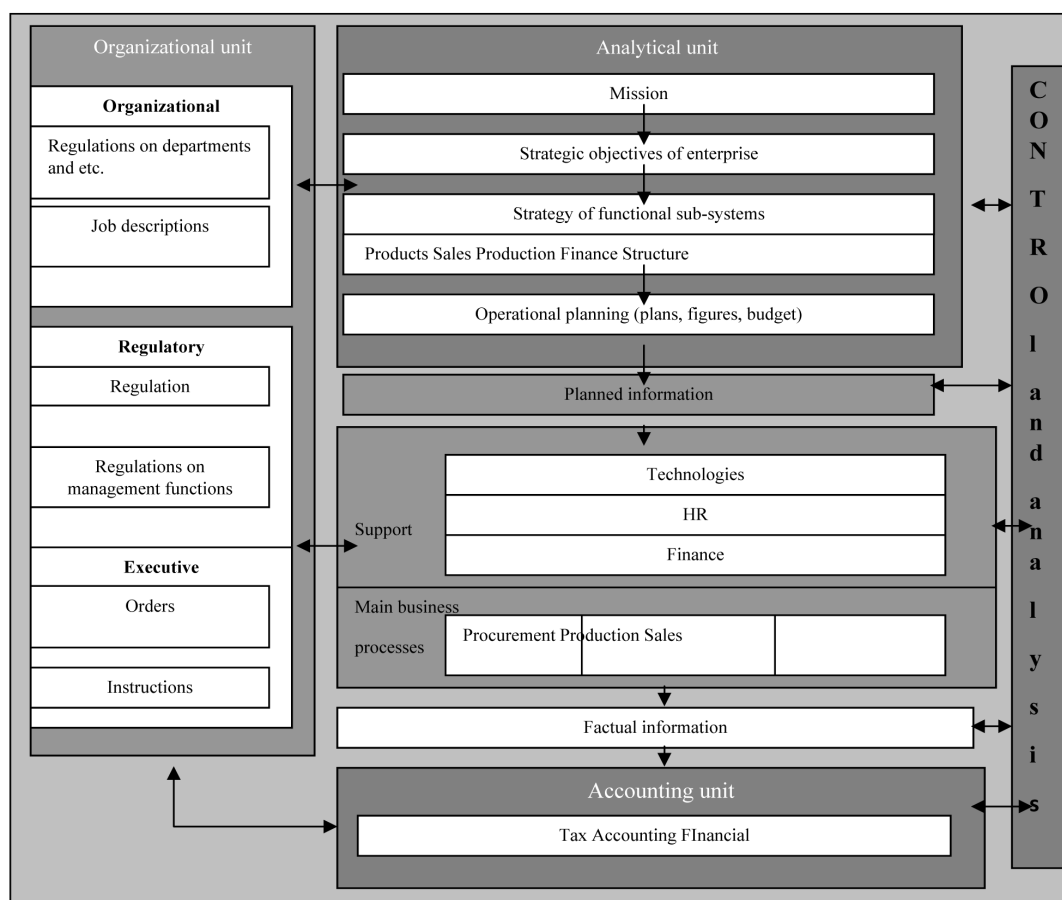 Organizational unit
Organizational
Regulations on departments
and etc.
Job descriptions
Regulatory
Regulation
Regulations on
management functions
Executive
Orders
Instructions
Analytical unit
Mission
Strategic objectives of enterprise
Strategy of functional sub-systems
Products Sales Production Finance Structure
Operational planning (plans, figures, budget)
Planned information
Support
Technologies
HR
Finance
Main business
processes
Procurement Production Sales
Factual information
Accounting unit
Tax Accounting FInancial
C
O N
T
R
O
l
a
n
d
a
n
a
l
y
s
i
s